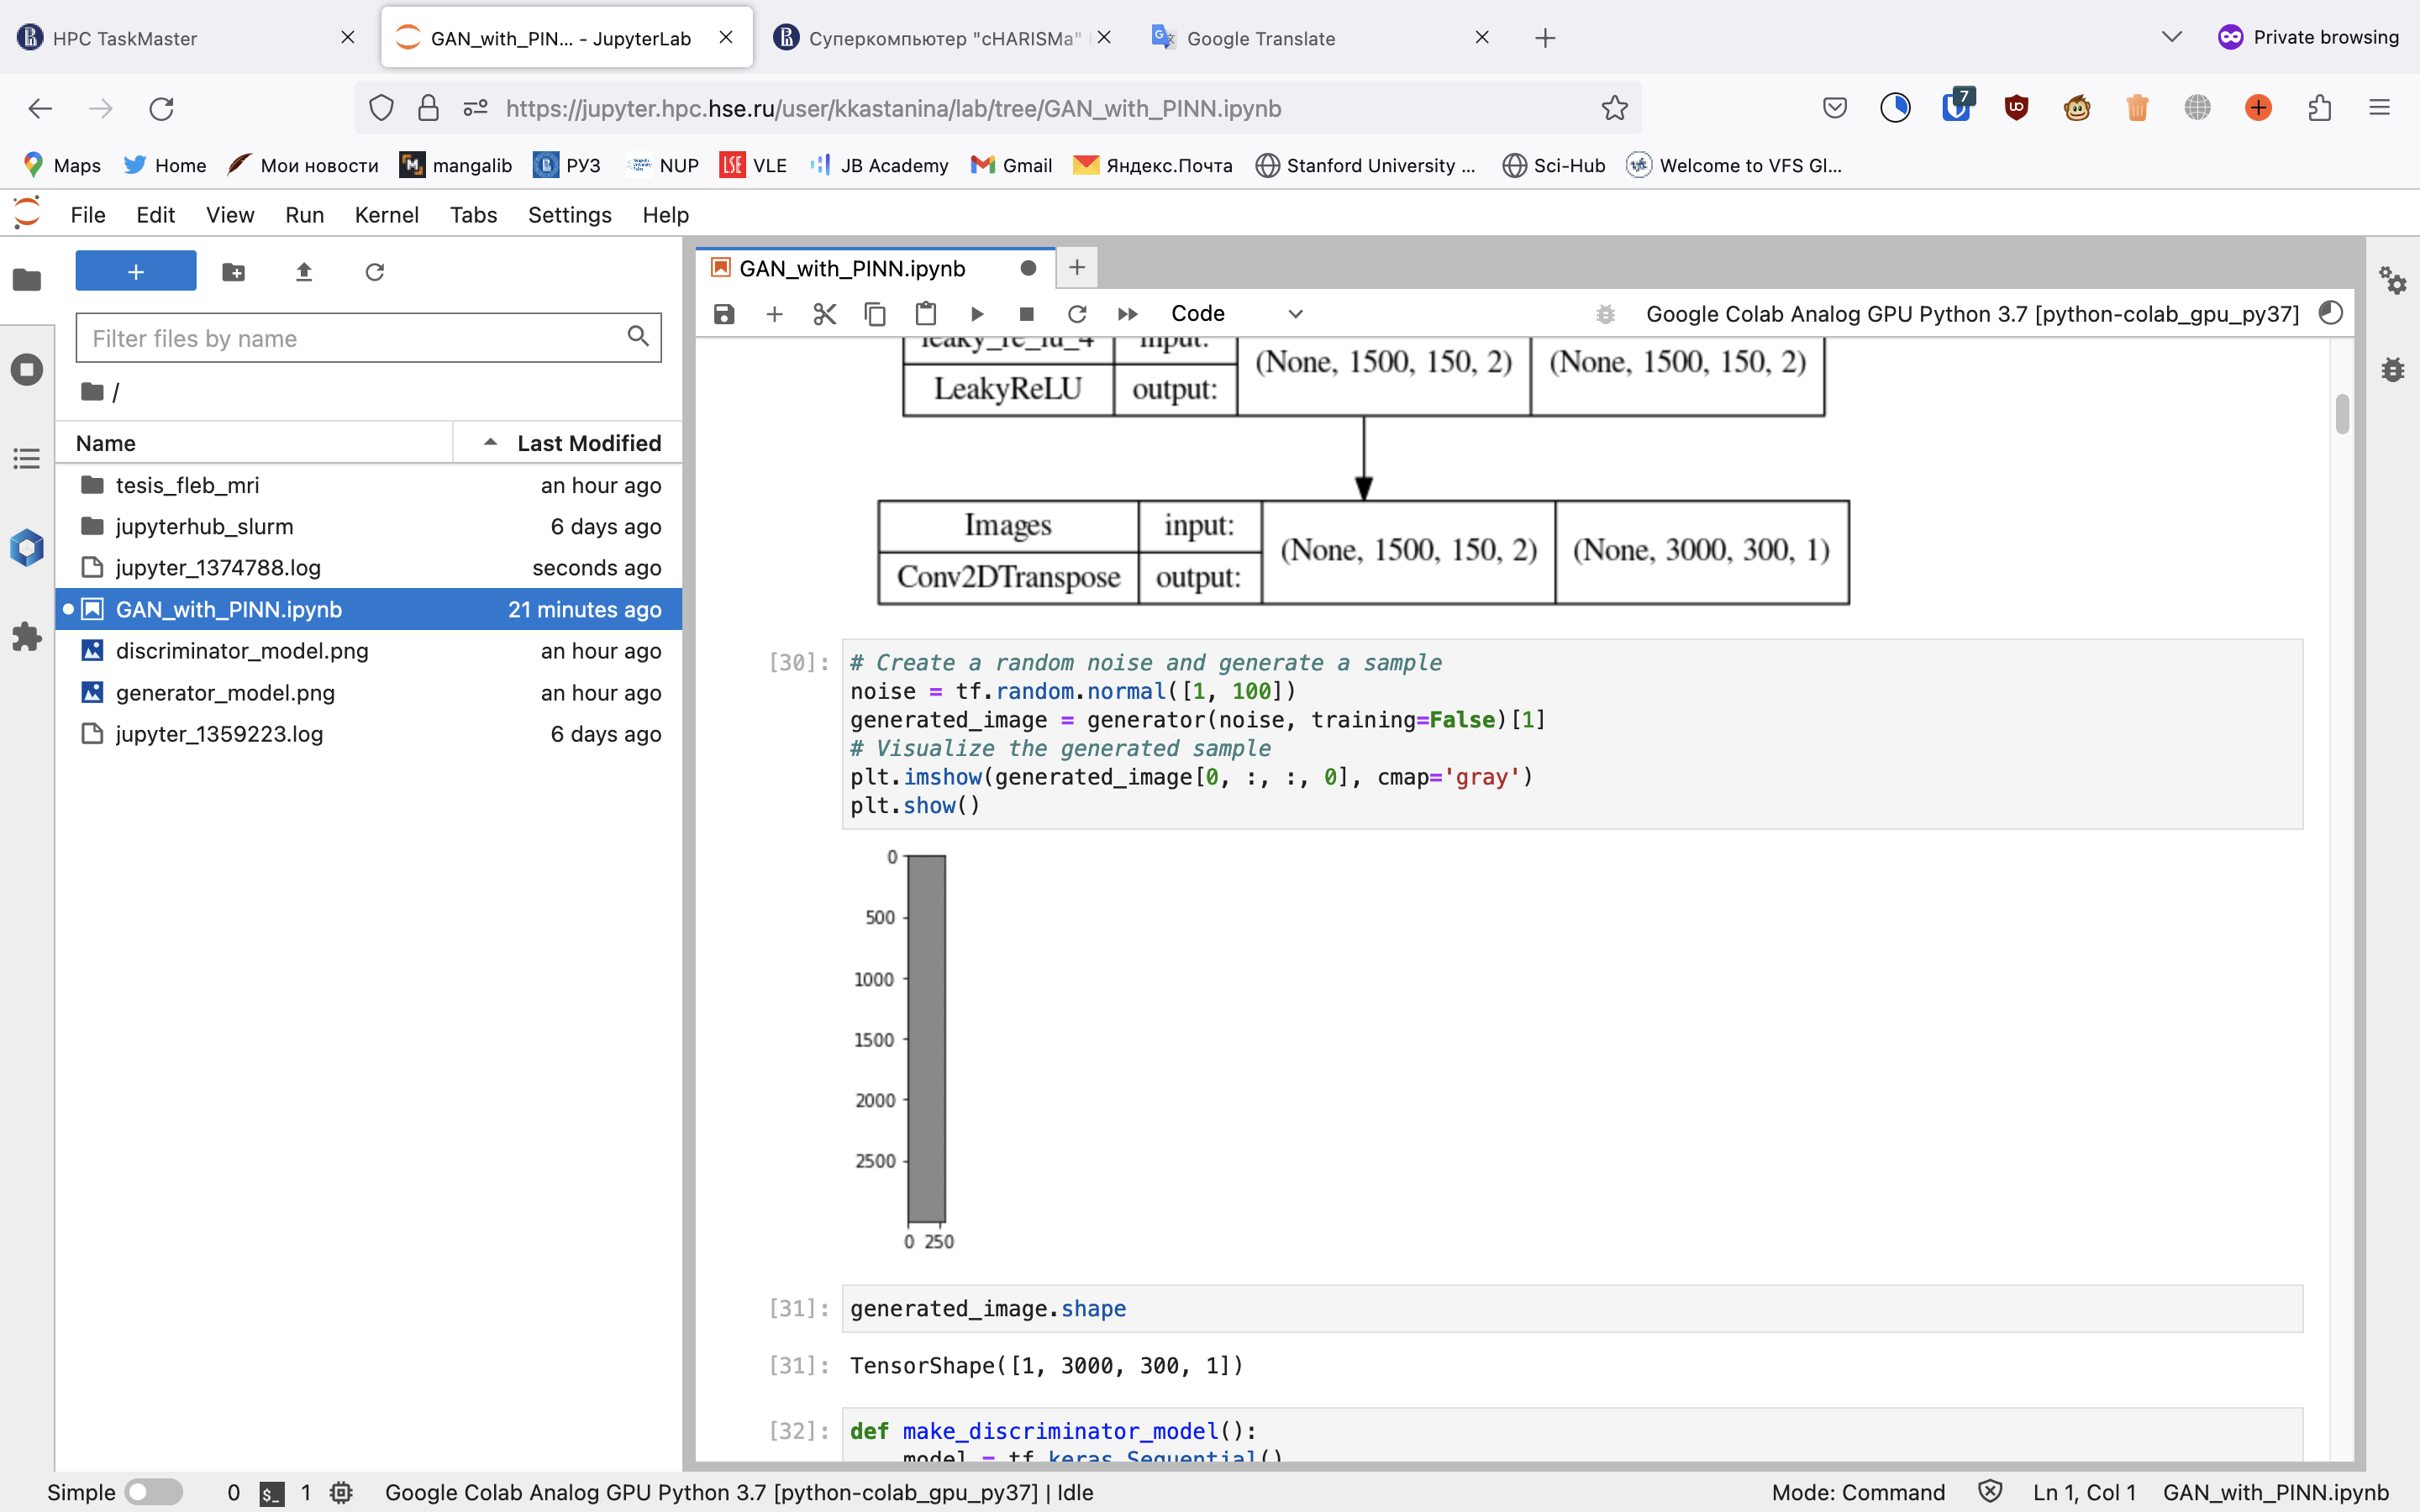 HPC TaskMaster
GAN_with_PIN... - JupyterLab
Суперкомпьютер "cHARISMa"
Google Translate
Private browsing
https://jupyter.hpc.hse.ru/user/kkastanina/lab/tree/GAN_with_PINN.ipynb
7
Maps
Home
Мои новости
mangalib
РУЗ
NUP
LSE
VLE
JB Academy
Gmail
Яндекс.Почта
Stanford University ...
Sci-Hub
Welcome to VFS Gl...
File
Edit
View
Run
Kernel
Tabs
Settings
Help
+
Filter files by name
/
Name
Last Modified
tesis_fleb_mri an hour ago
jupyterhub_slurm 6 days ago
jupyter_1374788.log seconds ago
GAN_with_PINN.ipynb 21 minutes ago
discriminator_model.png an hour ago
generator_model.png an hour ago
jupyter_1359223.log 6 days ago
GAN_with_PINN.ipynb
Code
Google Colab Analog GPU Python 3.7 [python-colab_gpu_py37]
leaky_re_lu_4 input: (None, 1500, 150, 2) (None, 1500, 150, 2)
LeakyReLU output:
Images input: (None, 1500, 150, 2) (None, 3000, 300, 1)
Conv2DTranspose output:
[30]:
# Create a random noise and generate a sample
noise = tf.random.normal([1, 100])
generated_image = generator(noise, training=False)[1]
# Visualize the generated sample
plt.imshow(generated_image[0, :, :, 0], cmap='gray')
plt.show()
0
500
1000
1500
2000
2500
0 250
[31]: generated_image.shape
[31]: TensorShape([1, 3000, 300, 1])
[32]: def make_discriminator_model():
model = tf.keras.Sequential()
Simple
0
$_
1
Google Colab Analog GPU Python 3.7 [python-colab_gpu_py37] | Idle
Mode: Command
Ln 1, Col 1
GAN_with_PINN.ipynb